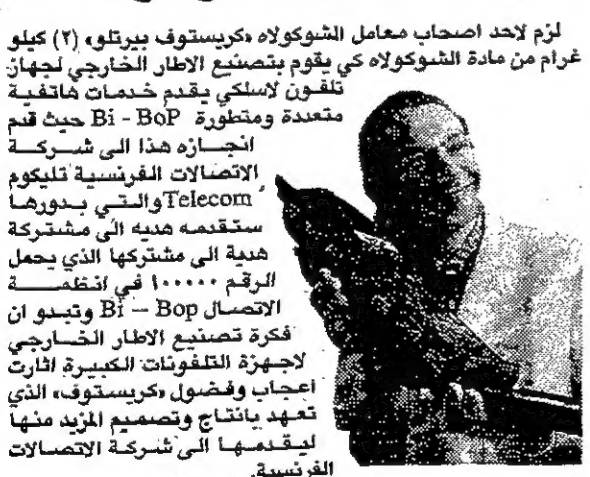 لزم لاحد اصحاب معامل الشوكولاه «كريستوف بيرتلو» (٢) كيلو
غرام من مادة الشوكولاه كي يقوم بتصنيع الاطار الخارجي لجهاز
تلفون لاسلكي يقدم خدمات هاتفية
متعددة ومتطورة Bi - BoP حيث قدم
انجازه هذا الى شركة
الاتصالات الفرنسية تليكوم
Telecom والتي بدورها
ستقدمه هديه الى مشتركة
هدية الى مشتركها الذي يحمل
الرقم ١٠٠٠٠٠ في انظمة
الاتصال Bi – Bop وتبدو ان
فكرة تصنيع الاطار الخارجي
لاجهزة التلفونات الكبيرة اثارت
اعجاب وفضول «كريستوف» الذي
تعهد بانتاج وتصميم المزيد منها
ليقدمها الى شركة الاتصالات
الفرنسية.